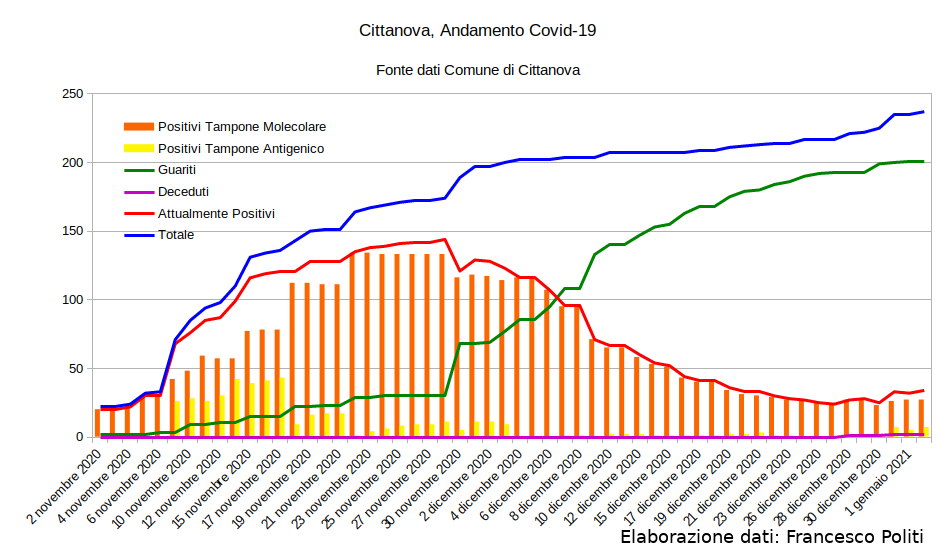 Cittanova, Andamento Covid-19
Fonte dati Comune di Cittanova
250
200
150
100
50
0
Positivi Tampone Molecolare
Positivi Tampone Antigenico
Guariti
Deceduti
Attualmente Positivi
Totale
2 novembre 2020
4 novembre 2020
6 novembre 2020
10 novembre 2020
12 novembre 2020
15 novembre 2020
17 novembre 2020
19 novembre 2020
21 novembre 2020
23 novembre 2020
25 novembre 2020
27 novembre 2020
30 novembre 2020
2 dicembre 2020
4 dicembre 2020
6 dicembre 2020
8 dicembre 2020
10 dicembre 2020
12 dicembre 2020
15 dicembre 2020
17 dicembre 2020
19 dicembre 2020
21 dicembre 2020
23 dicembre 2020
26 dicembre 2020
28 dicembre 2020
30 dicembre 2020
1 gennaio 2021
Elaborazione dati: Francesco Politi